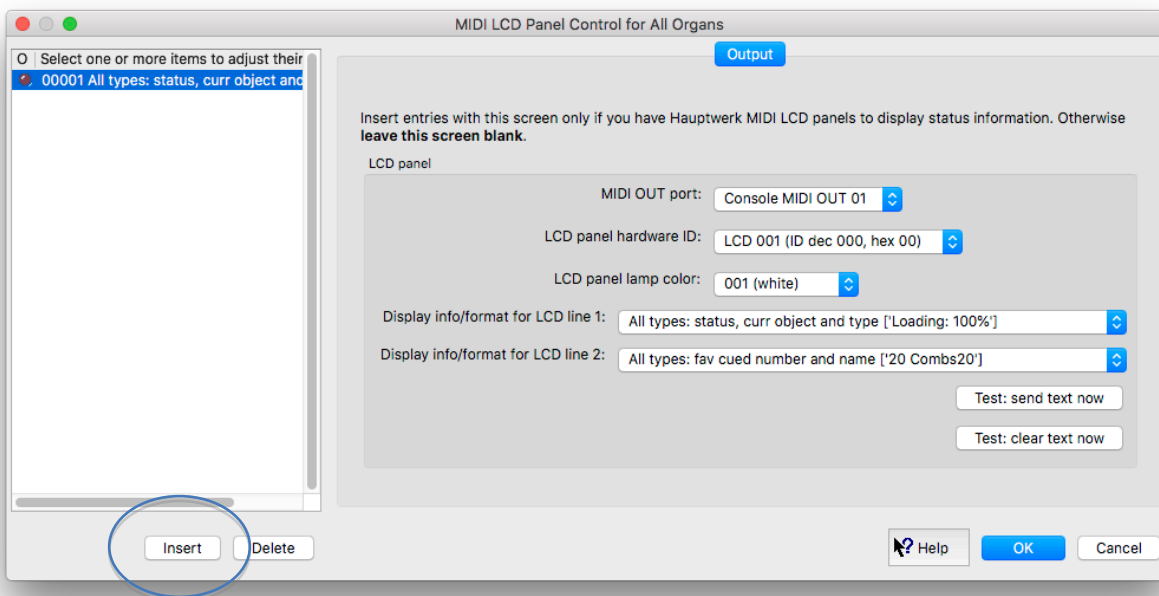 MIDI LCD Panel Control for All Organs
O Select one or more items to adjust their
00001 All types: status, curr object and
Output
Insert entries with this screen only if you have Hauptwerk MIDI LCD panels to display status information. Otherwise
leave this screen blank.
LCD panel
MIDI OUT port: Console MIDI OUT 01
LCD panel hardware ID: LCD 001 (ID dec 000, hex 00)
LCD panel lamp color: 001 (white)
Display info/format for LCD line 1: All types: status, curr object and type ['Loading: 100%']
Display info/format for LCD line 2: All types: fav cued number and name ['20 Combs20']
Test: send text now
Test: clear text now
Insert Delete ? Help OK Cancel